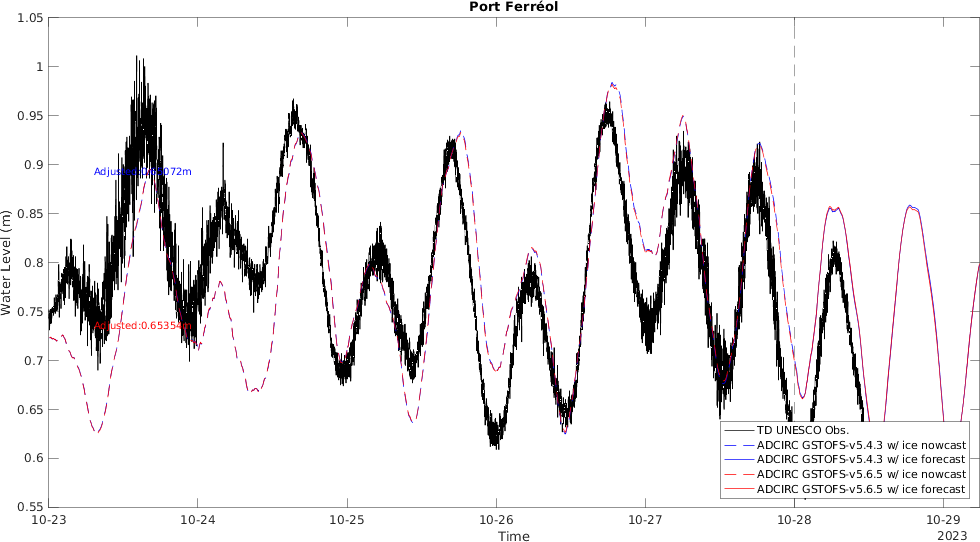 Port Ferréol
1.05
1
0.95
0.9
0.85
0.8
0.75
0.7
0.65
0.6
0.55
Water Level (m)
Adjusted:0.65354m
10-23
10-24
10-25
10-26
10-27
10-28
10-29
2023
Time
TD UNESCO Obs.
ADCIRC GSTOFS-v5.4.3 w/ ice nowcast
ADCIRC GSTOFS-v5.4.3 w/ ice forecast
ADCIRC GSTOFS-v5.6.5 w/ ice nowcast
ADCIRC GSTOFS-v5.6.5 w/ ice forecast